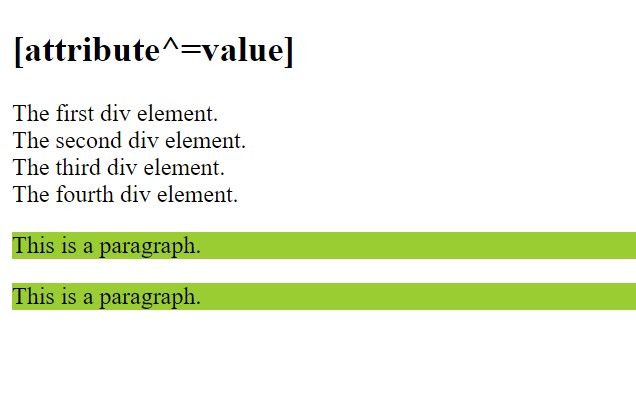 [attribute^=value]
The first div element.
The second div element.
The third div element.
The fourth div element.
This is a paragraph.
This is a paragraph.